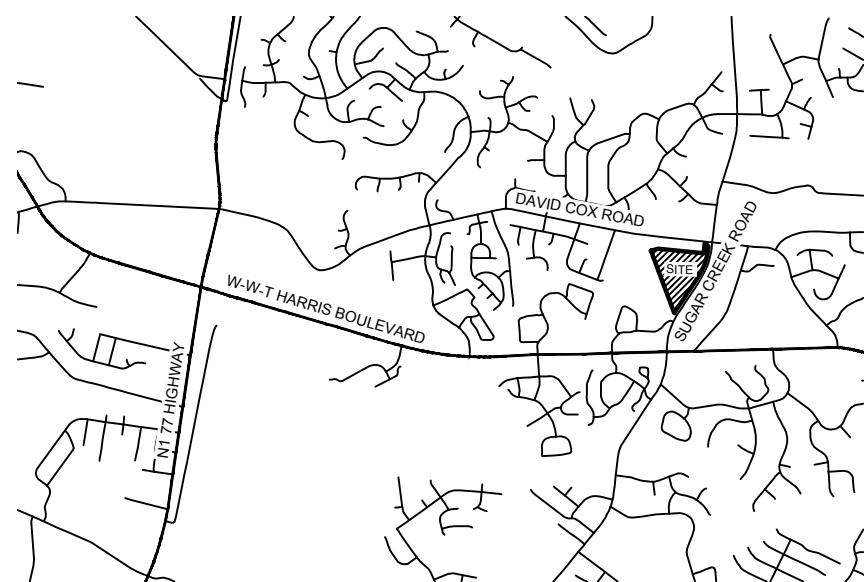 DAVID COX ROAD
SUGAR CREEK ROAD
SITE
W-W-T HARRIS BOULEVARD
N1 77 HIGHWAY